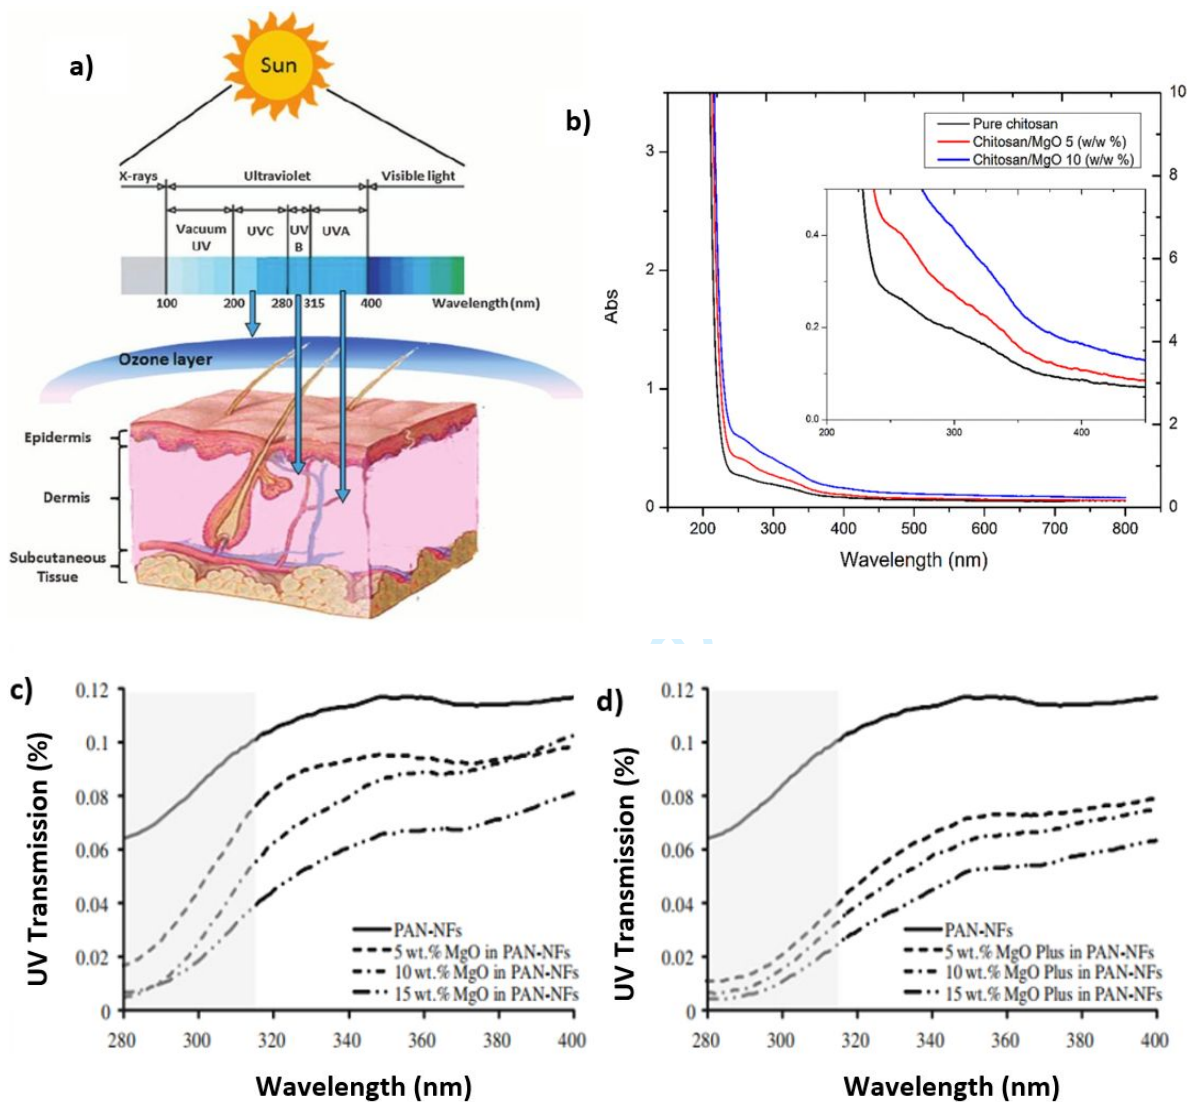 a)
Sun
X-rays Ultraviolet Visible light
Vacuum UV UVC UV B UVA
100 200 280 315 400 Wavelength (nm)
Ozone layer
Epidermis
Dermis
Subcutaneous
Tissue
b)
Pure chitosan
Chitosan/MgO 5 (w/w %)
Chitosan/MgO 10 (w/w %)
Abs
3
2
1
0
10
8
6
4
2
0
0.4
0.2
0.0
200 300 400
200 300 400 500 600 700 800
Wavelength (nm)
c)
UV Transmission (%)
0.12
0.1
0.08
0.06
0.04
0.02
0
PAN-NFs
5 wt.% MgO in PAN-NFs
10 wt.% MgO in PAN-NFs
15 wt.% MgO in PAN-NFs
280 300 320 340 360 380 400
Wavelength (nm)
d)
UV Transmission (%)
0.12
0.1
0.08
0.06
0.04
0.02
0
PAN-NFs
5 wt.% MgO Plus in PAN-NFs
10 wt.% MgO Plus in PAN-NFs
15 wt.% MgO Plus in PAN-NFs
280 300 320 340 360 380 400
Wavelength (nm)